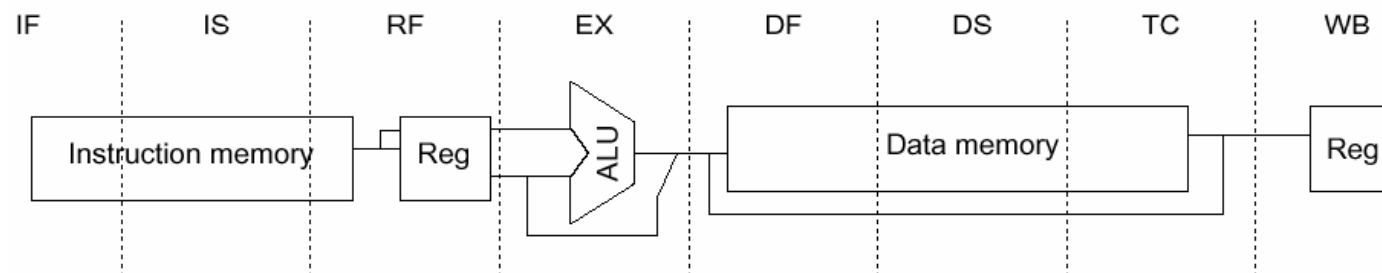 IF IS RF EX DF DS TC WB
Instruction memory Reg ALU Data memory Reg